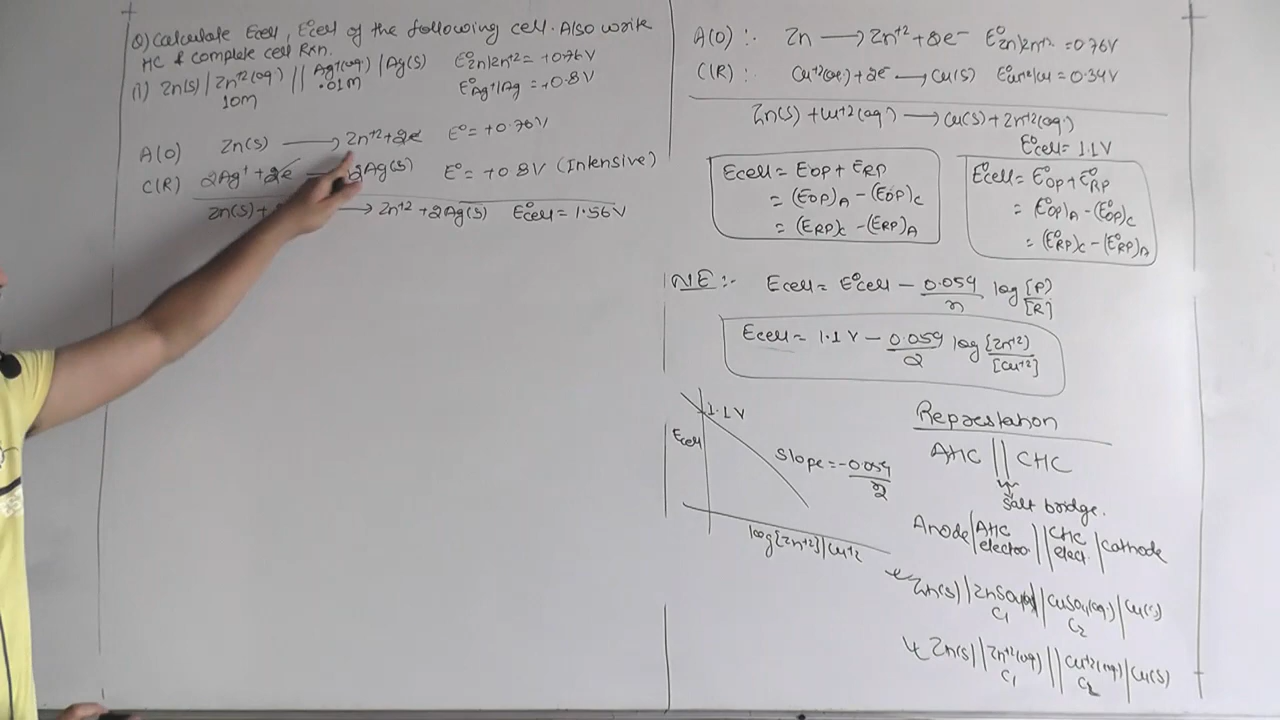 Q) Calculate Ecell, E°cell of the following cell. Also write
HC & complete cell Rxn.
(1) Zn(s) | Zn+2(aq) || Ag+(aq) | Ag(s) E°Zn|Zn+2 = +0.76V
10M .01M E°Ag+|Ag = +0.8V
A(O) Zn(s) → Zn+2 + 2e E° = +0.76V
C(R) 2Ag+ + 2e 2Ag(s) E° = +0.8V (Intensive)
Zn(s) + → Zn+2 + 2Ag(s) E°cell = 1.56V
A(O) :- Zn → Zn+2 + 2e- E°Zn|Zn+2 = 0.76V
C(R) :- Cu+2(aq.) + 2e- → Cu(s) E°Cu+2|Cu = 0.34V
Zn(s) + Cu+2(aq) → Cu(s) + Zn+2(aq.)
E°cell = 1.1V
Ecell = EOP + ERP
= (EOP)A - (EOP)C
= (ERP)C - (ERP)A
E°cell = E°OP + E°RP
= (E°OP)A - (E°OP)C
= (E°RP)C - (E°RP)A
NE :- Ecell = E°cell - 0.059/n log [P]/[R]
Ecell = 1.1V - 0.059/2 log [Zn+2]/[Cu+2]
1.1V
Ecell
Slope = -0.059/2
log[Zn+2]/Cu+2
Repaestation
AHC || CHC
Salt bridge.
Anode | AHC electro || CHC elect. | Cathode
Zn(s) | ZnSO4(aq) || CuSO4(aq.) | Cu(s)
C1 C2
Zn(s) | Zn+2(aq) || Cu+2(aq) | Cu(s)
C1 C2